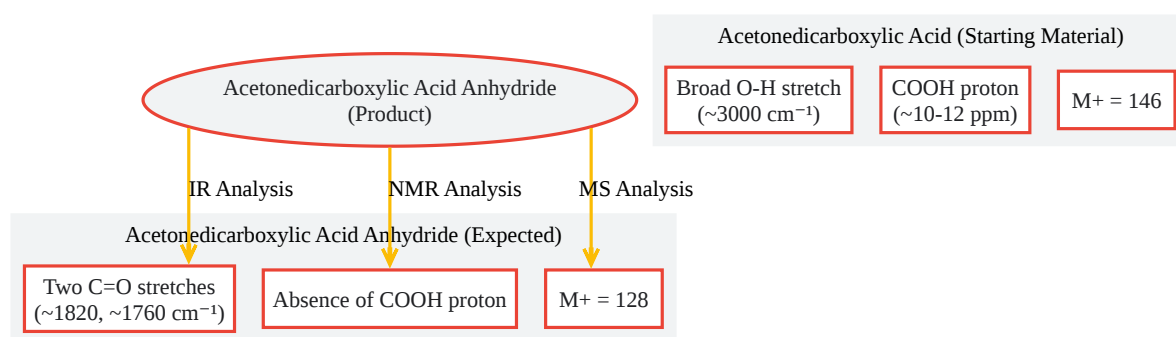 Acetonedicarboxylic Acid (Starting Material)
Broad O-H stretch
(~3000 cm⁻¹)
COOH proton
(~10-12 ppm)
M+ = 146
Acetonedicarboxylic Acid Anhydride
(Product)
IR Analysis
NMR Analysis
MS Analysis
Acetonedicarboxylic Acid Anhydride (Expected)
Two C=O stretches
(~1820, ~1760 cm⁻¹)
Absence of COOH proton
M+ = 128